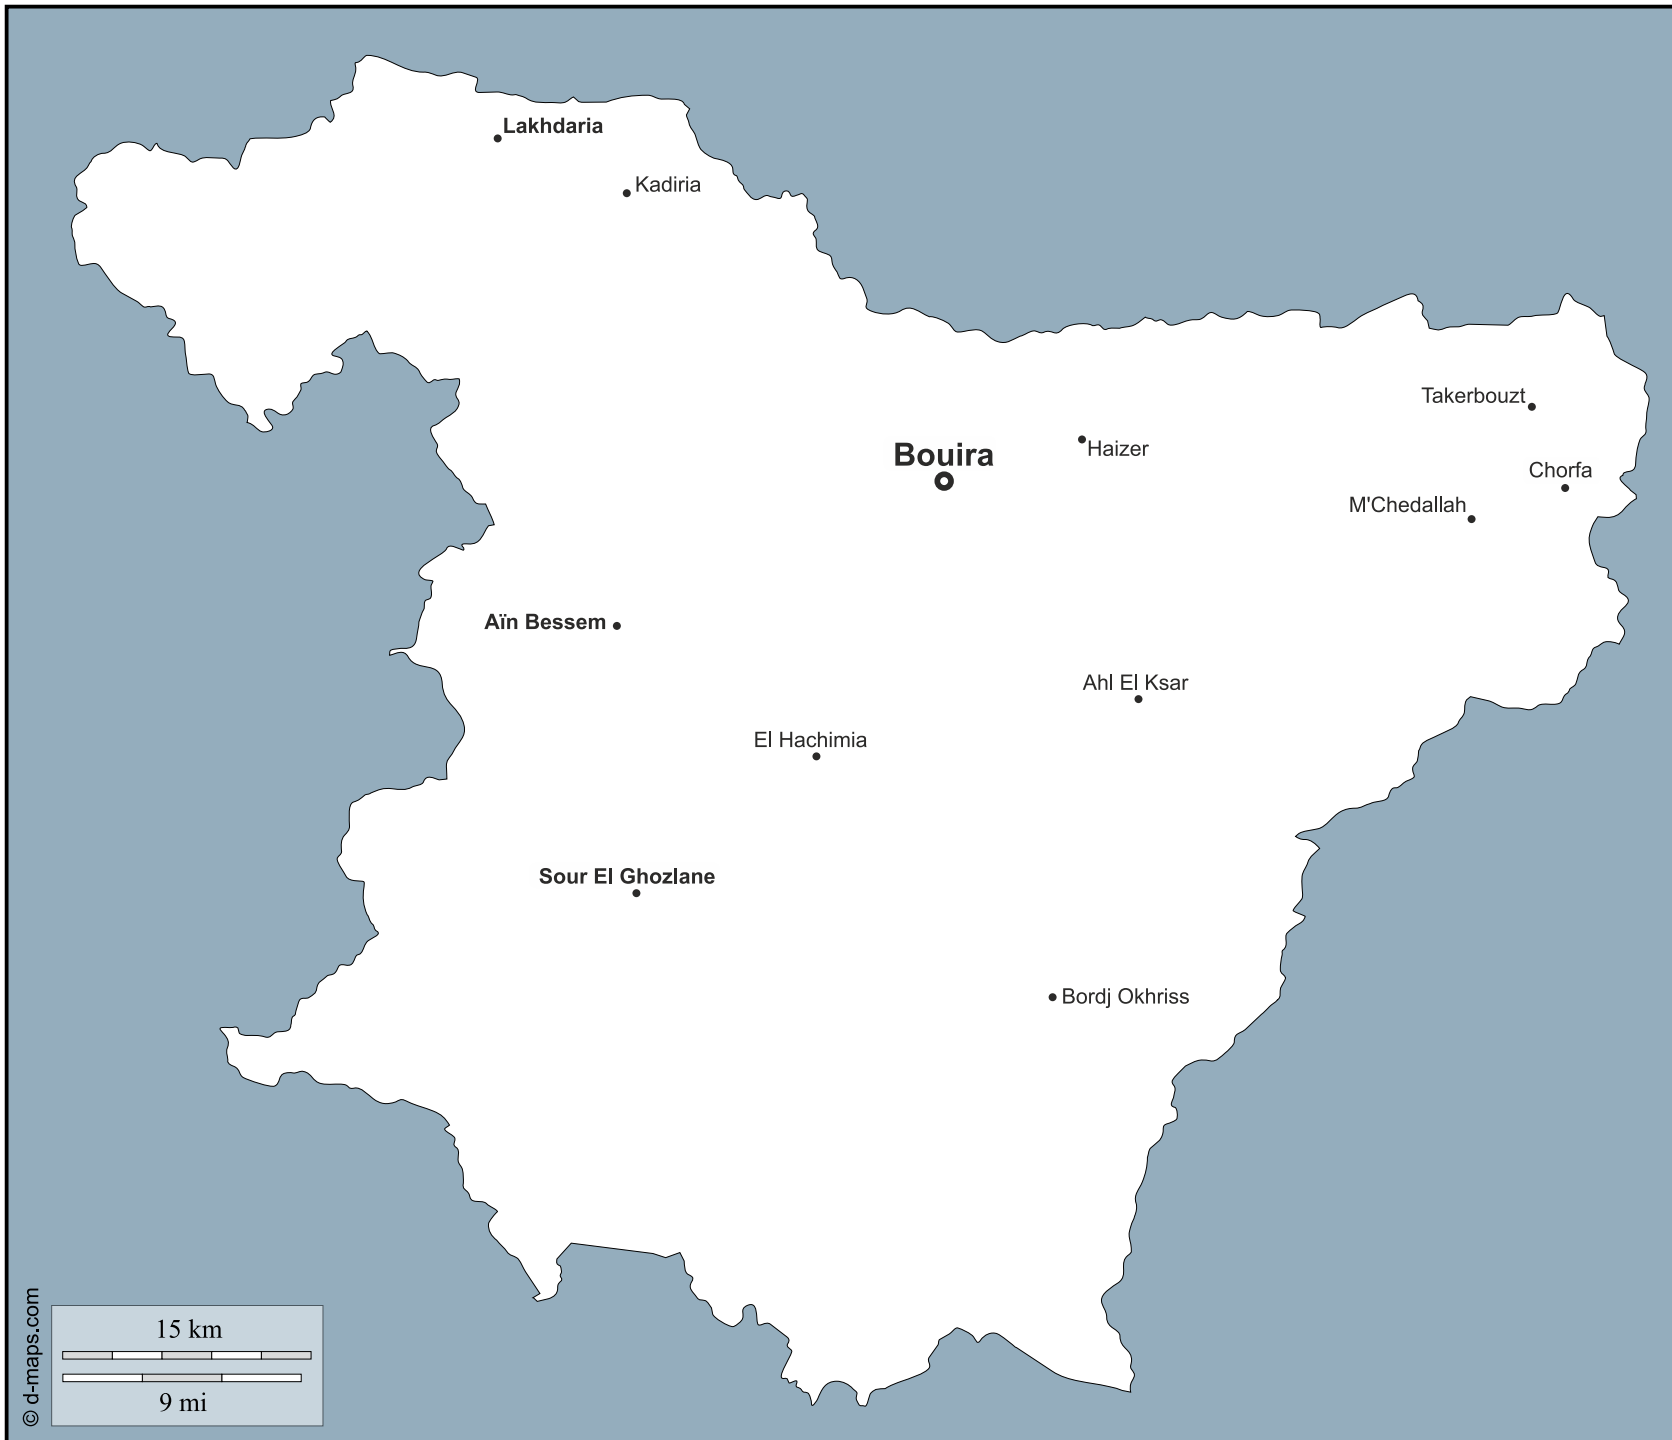 Lakhdaria
Kadiria
Takerbouzt
Haizer
Bouira
Chorfa
M'Chedallah
Aïn Bessem
Ahl El Ksar
El Hachimia
Sour El Ghozlane
Bordj Okhriss
15 km
9 mi
© d-maps.com